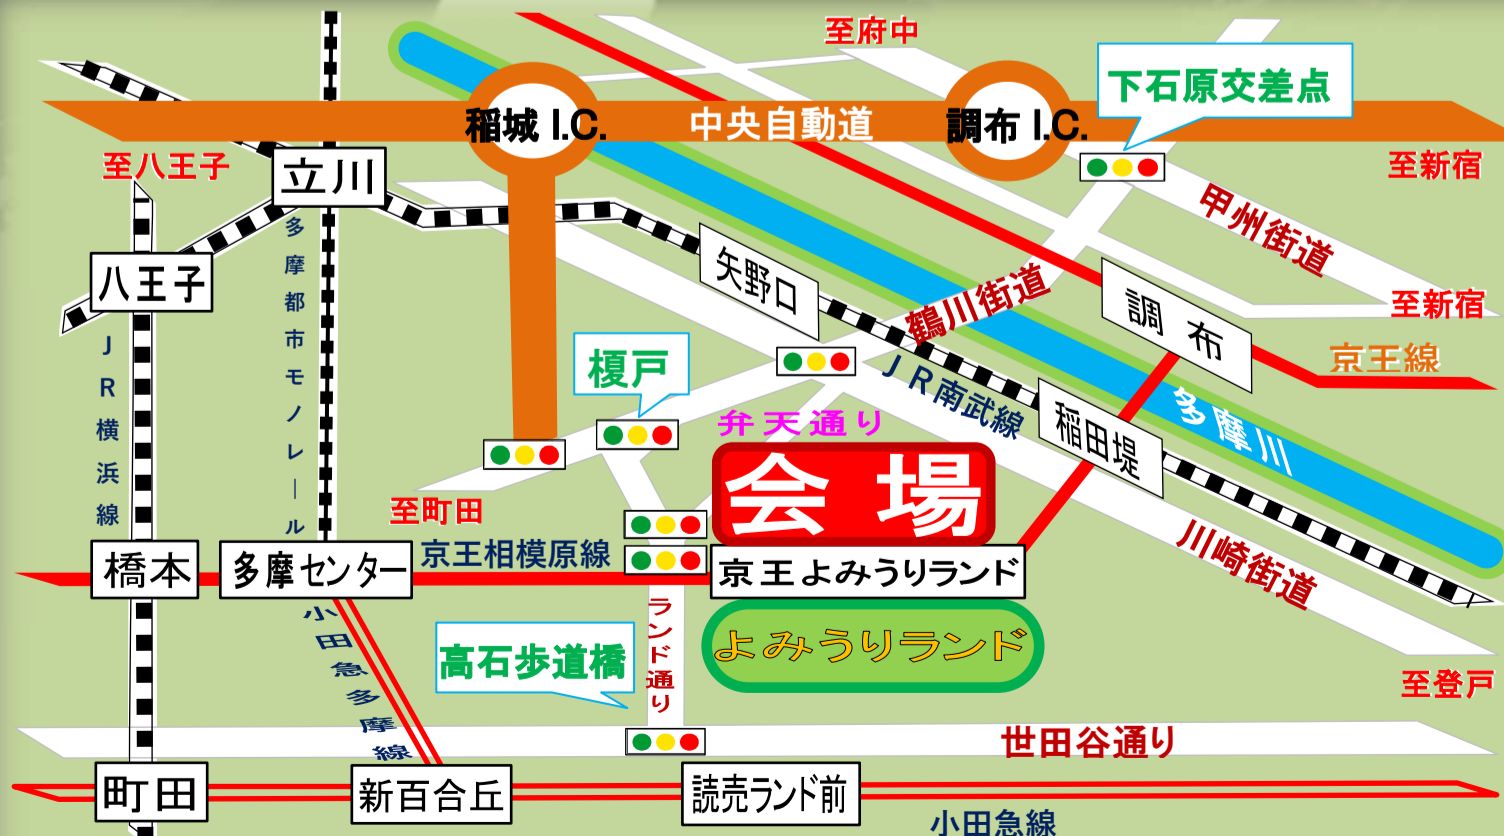 至府中
下石原交差点
稲城 I.C.
中央自動道
調布 I.C.
至八王子
至新宿
立川
甲州街道
多摩都市モノレール
八王子
矢野口
鶴川街道
調布
至新宿
京王線
JR横浜線
榎戸
JR南武線
多摩川
弁天通り
稲田堤
会場
至町田
京王相模原線
川崎街道
橋本
多摩センター
京王よみうりランド
小田急多摩線
ランド通り
よみうりランド
高石歩道橋
至登戸
世田谷通り
町田
新百合丘
読売ランド前
小田急線